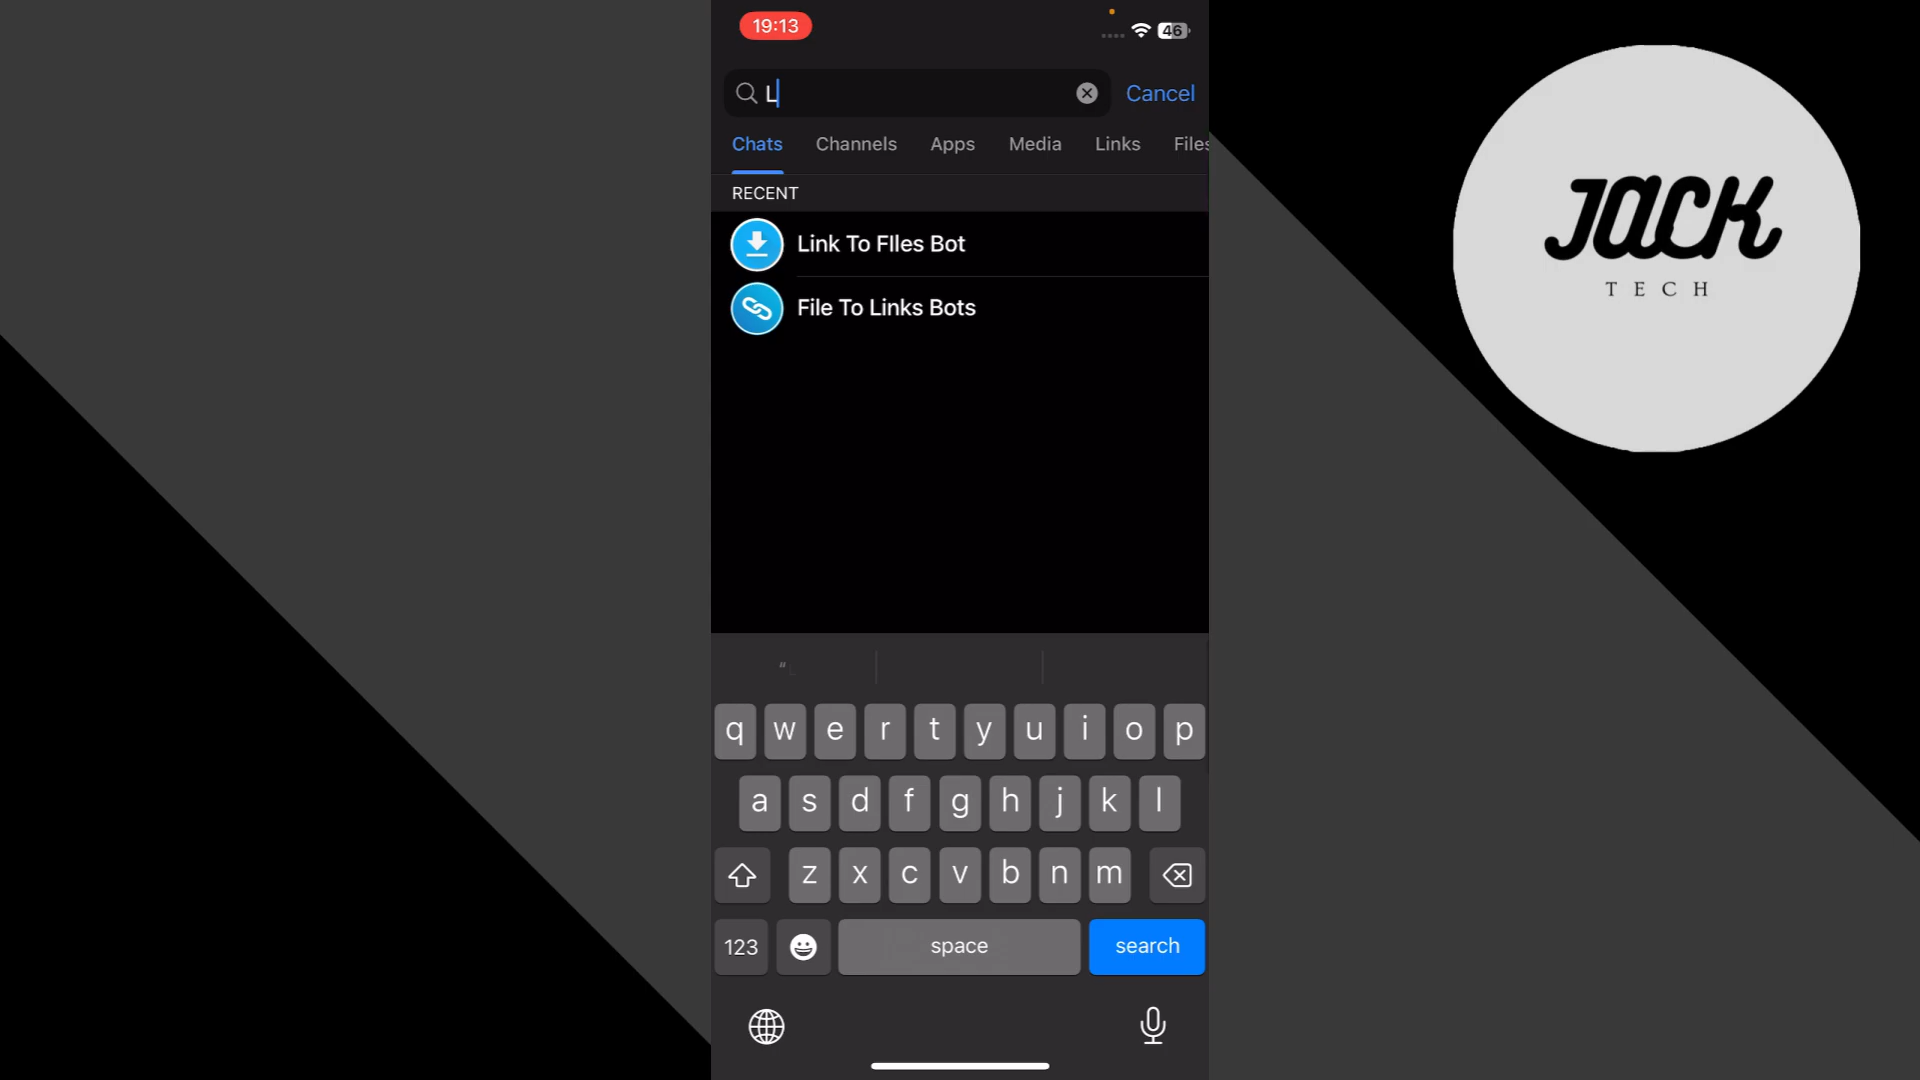 19:13
46
L
Cancel
Chats Channels Apps Media Links Files
RECENT
Link To FIles Bot
File To Links Bots
q w e r t y u i o p
a s d f g h j k l
z x c v b n m
123 space search
JACK
TECH